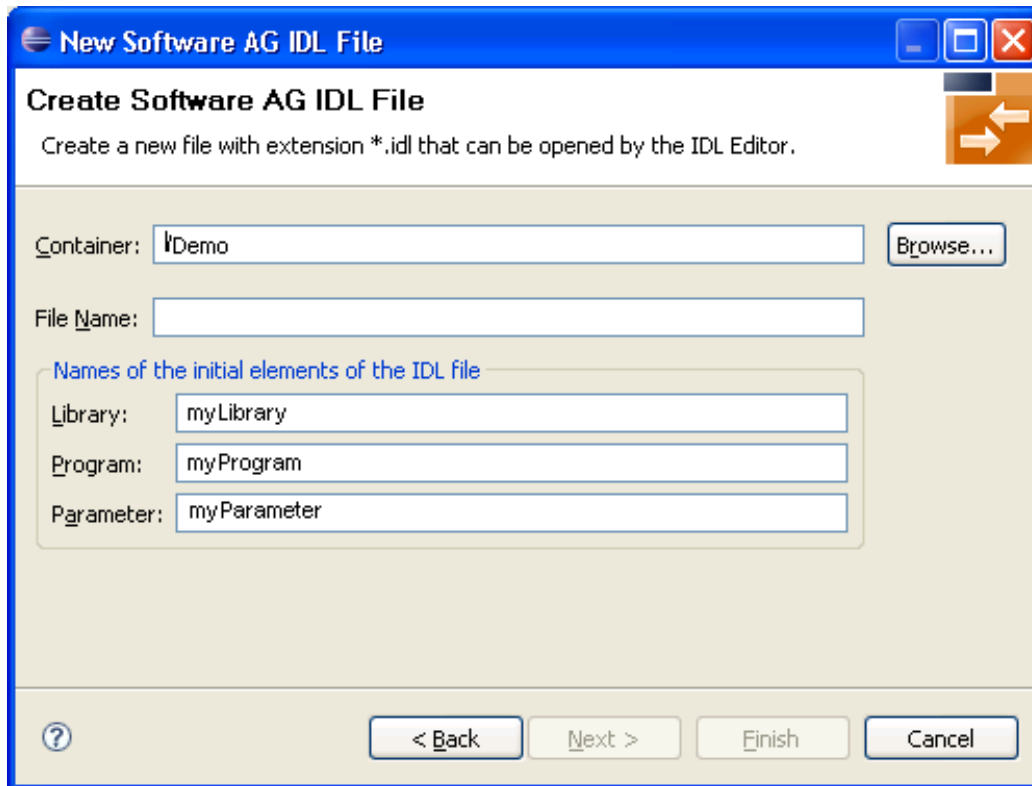 New Software AG IDL File
Create Software AG IDL File
Create a new file with extension *.idl that can be opened by the IDL Editor.
Container: /Demo Browse...
File Name:
Names of the initial elements of the IDL file
Library: myLibrary
Program: myProgram
Parameter: myParameter
? < Back Next > Finish Cancel